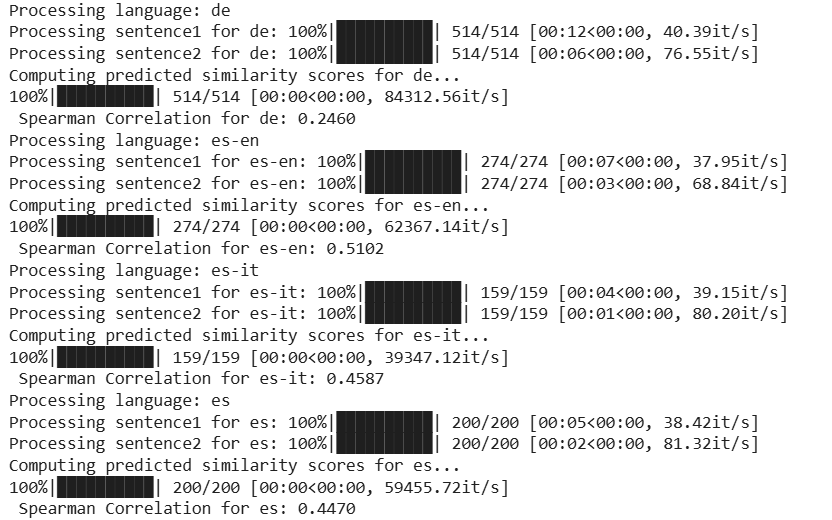 Processing language: de
Processing sentence1 for de: 100%|██████████| 514/514 [00:12<00:00, 40.39it/s]
Processing sentence2 for de: 100%|██████████| 514/514 [00:06<00:00, 76.55it/s]
Computing predicted similarity scores for de...
100%|██████████| 514/514 [00:00<00:00, 84312.56it/s]
 Spearman Correlation for de: 0.2460
Processing language: es-en
Processing sentence1 for es-en: 100%|██████████| 274/274 [00:07<00:00, 37.95it/s]
Processing sentence2 for es-en: 100%|██████████| 274/274 [00:03<00:00, 68.84it/s]
Computing predicted similarity scores for es-en...
100%|██████████| 274/274 [00:00<00:00, 62367.14it/s]
 Spearman Correlation for es-en: 0.5102
Processing language: es-it
Processing sentence1 for es-it: 100%|██████████| 159/159 [00:04<00:00, 39.15it/s]
Processing sentence2 for es-it: 100%|██████████| 159/159 [00:01<00:00, 80.20it/s]
Computing predicted similarity scores for es-it...
100%|██████████| 159/159 [00:00<00:00, 39347.12it/s]
 Spearman Correlation for es-it: 0.4587
Processing language: es
Processing sentence1 for es: 100%|██████████| 200/200 [00:05<00:00, 38.42it/s]
Processing sentence2 for es: 100%|██████████| 200/200 [00:02<00:00, 81.32it/s]
Computing predicted similarity scores for es...
100%|██████████| 200/200 [00:00<00:00, 59455.72it/s]
 Spearman Correlation for es: 0.4470